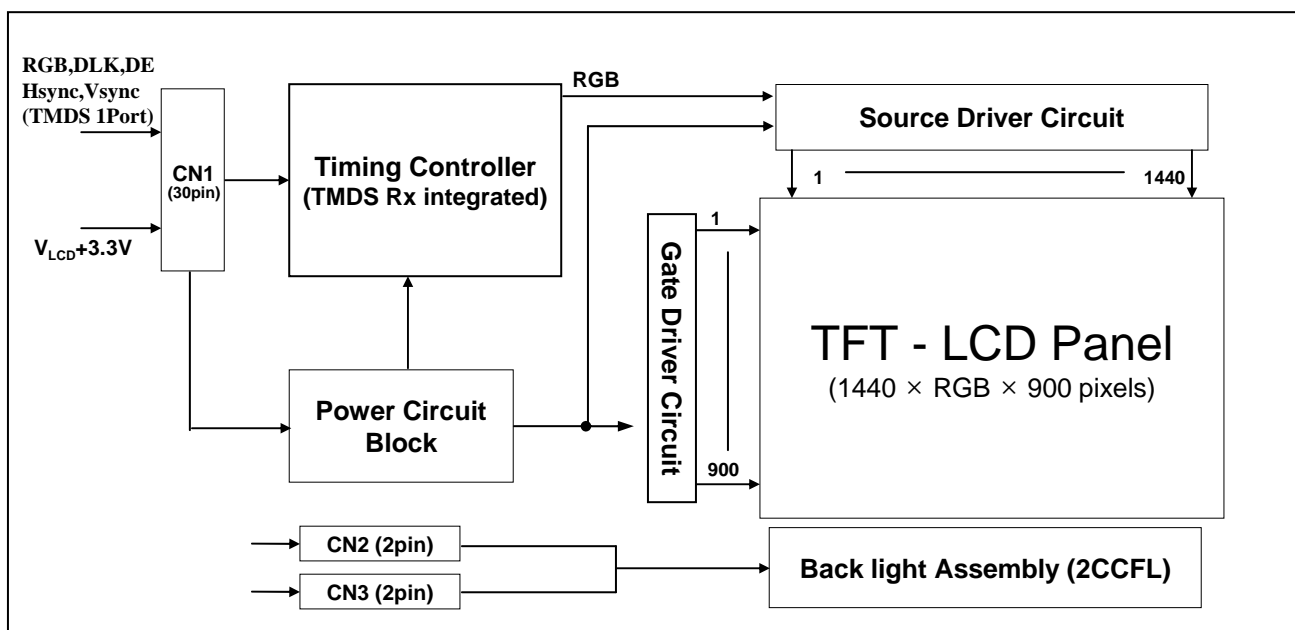 RGB,DLK,DE
Hsync,Vsync
(TMDS 1Port)
V LCD+3.3V
CN1
(30pin)
Timing Controller
(TMDS Rx integrated)
RGB
Source Driver Circuit
1
1440
Power Circuit
Block
Gate Driver Circuit
1
900
TFT - LCD Panel
(1440 × RGB × 900 pixels)
CN2 (2pin)
CN3 (2pin)
Back light Assembly (2CCFL)